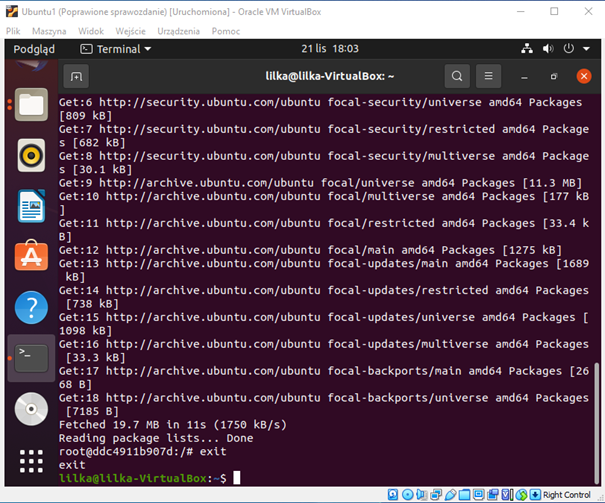 Ubuntu1 (Poprawione sprawozdanie) [Uruchomiona] - Oracle VM VirtualBox
Plik Maszyna Widok Wejście Urządzenia Pomoc
Podgląd Terminal 21 lis 18:03
lilka@lilka-VirtualBox: ~
Get:6 http://security.ubuntu.com/ubuntu focal-security/universe amd64 Packages
[809 kB]
Get:7 http://security.ubuntu.com/ubuntu focal-security/restricted amd64 Package
s [682 kB]
Get:8 http://security.ubuntu.com/ubuntu focal-security/multiverse amd64 Package
s [30.1 kB]
Get:9 http://archive.ubuntu.com/ubuntu focal/universe amd64 Packages [11.3 MB]
Get:10 http://archive.ubuntu.com/ubuntu focal/multiverse amd64 Packages [177 kB
]
Get:11 http://archive.ubuntu.com/ubuntu focal/restricted amd64 Packages [33.4 k
B]
Get:12 http://archive.ubuntu.com/ubuntu focal/main amd64 Packages [1275 kB]
Get:13 http://archive.ubuntu.com/ubuntu focal-updates/main amd64 Packages [1689
 kB]
Get:14 http://archive.ubuntu.com/ubuntu focal-updates/restricted amd64 Packages
 [738 kB]
Get:15 http://archive.ubuntu.com/ubuntu focal-updates/universe amd64 Packages [
1098 kB]
Get:16 http://archive.ubuntu.com/ubuntu focal-updates/multiverse amd64 Packages
 [33.3 kB]
Get:17 http://archive.ubuntu.com/ubuntu focal-backports/main amd64 Packages [26
68 B]
Get:18 http://archive.ubuntu.com/ubuntu focal-backports/universe amd64 Packages
 [7185 B]
Fetched 19.7 MB in 11s (1750 kB/s)
Reading package lists... Done
root@ddc4911b907d:/# exit
exit
lilka@lilka-VirtualBox:~$
Right Control